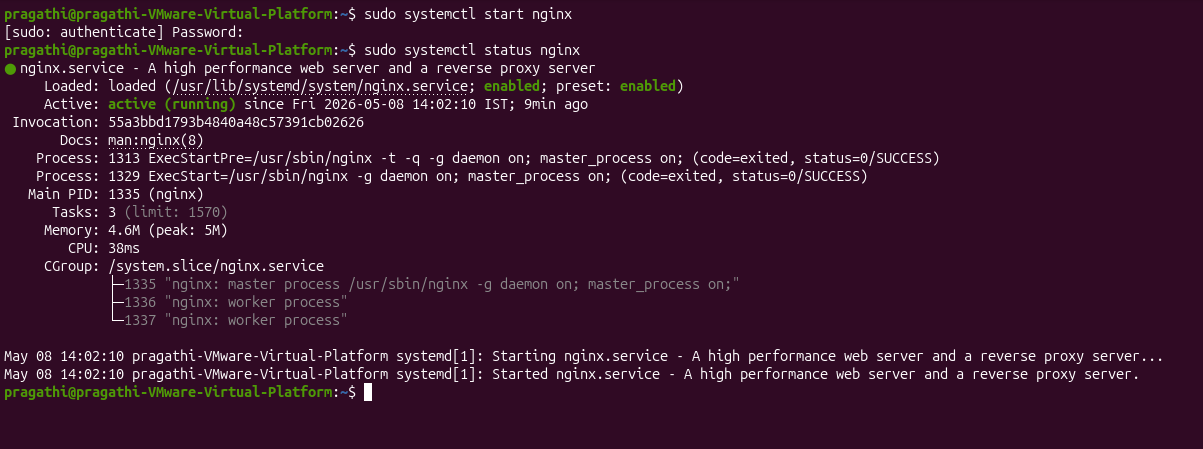 pragathi@pragathi-VMware-Virtual-Platform:~$ sudo systemctl start nginx
[sudo: authenticate] Password:
pragathi@pragathi-VMware-Virtual-Platform:~$ sudo systemctl status nginx
● nginx.service - A high performance web server and a reverse proxy server
     Loaded: loaded (/usr/lib/systemd/system/nginx.service; enabled; preset: enabled)
     Active: active (running) since Fri 2026-05-08 14:02:10 IST; 9min ago
 Invocation: 55a3bbd1793b4840a48c57391cb02626
       Docs: man:nginx(8)
    Process: 1313 ExecStartPre=/usr/sbin/nginx -t -q -g daemon on; master_process on; (code=exited, status=0/SUCCESS)
    Process: 1329 ExecStart=/usr/sbin/nginx -g daemon on; master_process on; (code=exited, status=0/SUCCESS)
   Main PID: 1335 (nginx)
      Tasks: 3 (limit: 1570)
     Memory: 4.6M (peak: 5M)
        CPU: 38ms
     CGroup: /system.slice/nginx.service
             ├─1335 "nginx: master process /usr/sbin/nginx -g daemon on; master_process on;"
             ├─1336 "nginx: worker process"
             └─1337 "nginx: worker process"

May 08 14:02:10 pragathi-VMware-Virtual-Platform systemd[1]: Starting nginx.service - A high performance web server and a reverse proxy server...
May 08 14:02:10 pragathi-VMware-Virtual-Platform systemd[1]: Started nginx.service - A high performance web server and a reverse proxy server.
pragathi@pragathi-VMware-Virtual-Platform:~$